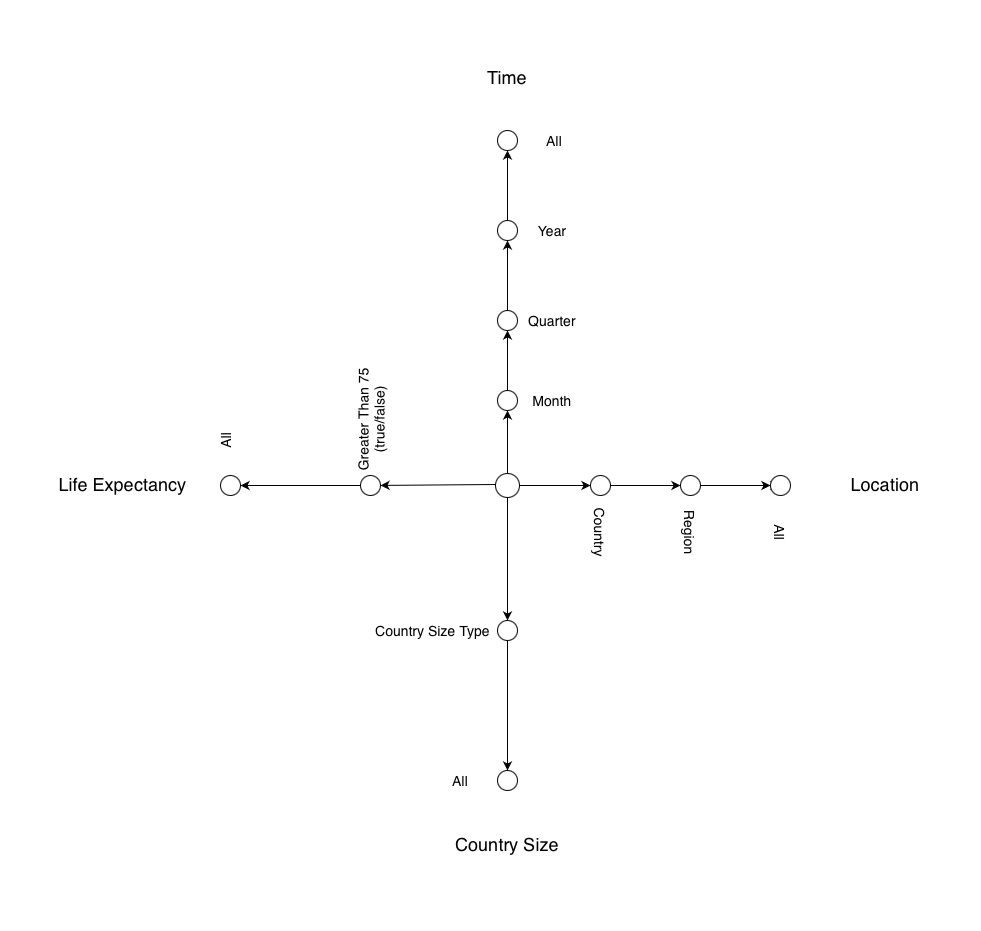 Time
All
Year
Quarter
Month
Greater Than 75
(true/false)
All
Life Expectancy
Location
Country
Region
All
Country Size Type
All
Country Size